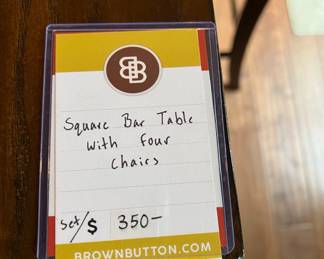 BB
Square Bar Table
with four
Chairs
Set/$ 350-
BROWNBUTTON.COM